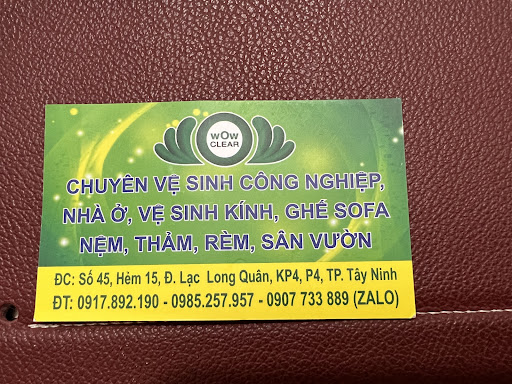 wOw
CLEAR
CHUYÊN VỆ SINH CÔNG NGHIỆP,
NHÀ Ở, VỆ SINH KÍNH, GHẾ SOFA
NỆM, THẢM, RÈM, SÂN VƯỜN
ĐC: Số 45, Hẻm 15, Đ. Lạc Long Quân, KP4, P4, TP. Tây Ninh
ĐT: 0917.892.190 - 0985.257.957 - 0907 733 889 (ZALO)